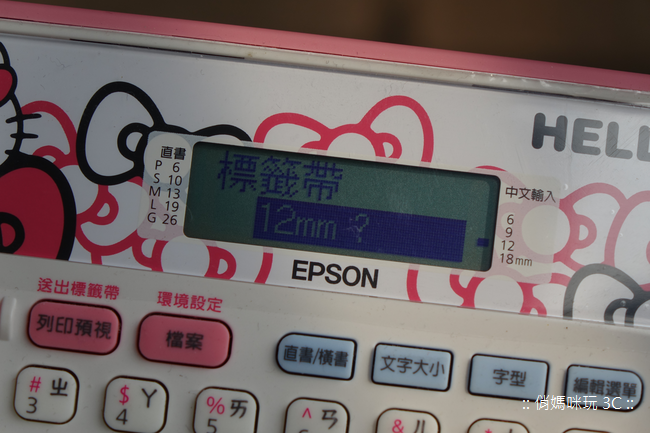 HELL
直書
P 6
S 10
M 13
L 19
G 26
標籤帶
12mm ?
中文輸入
6
9
12
18mm
EPSON
送出標籤帶
環境設定
列印預視
檔案
直書/橫書
文字大小
字型
編輯選單
# ㄓ
3
$ ㄚ
4
% ㄞ
5
^ ㄢ
6
& ㄦ
:: 俏媽咪玩 3C ::